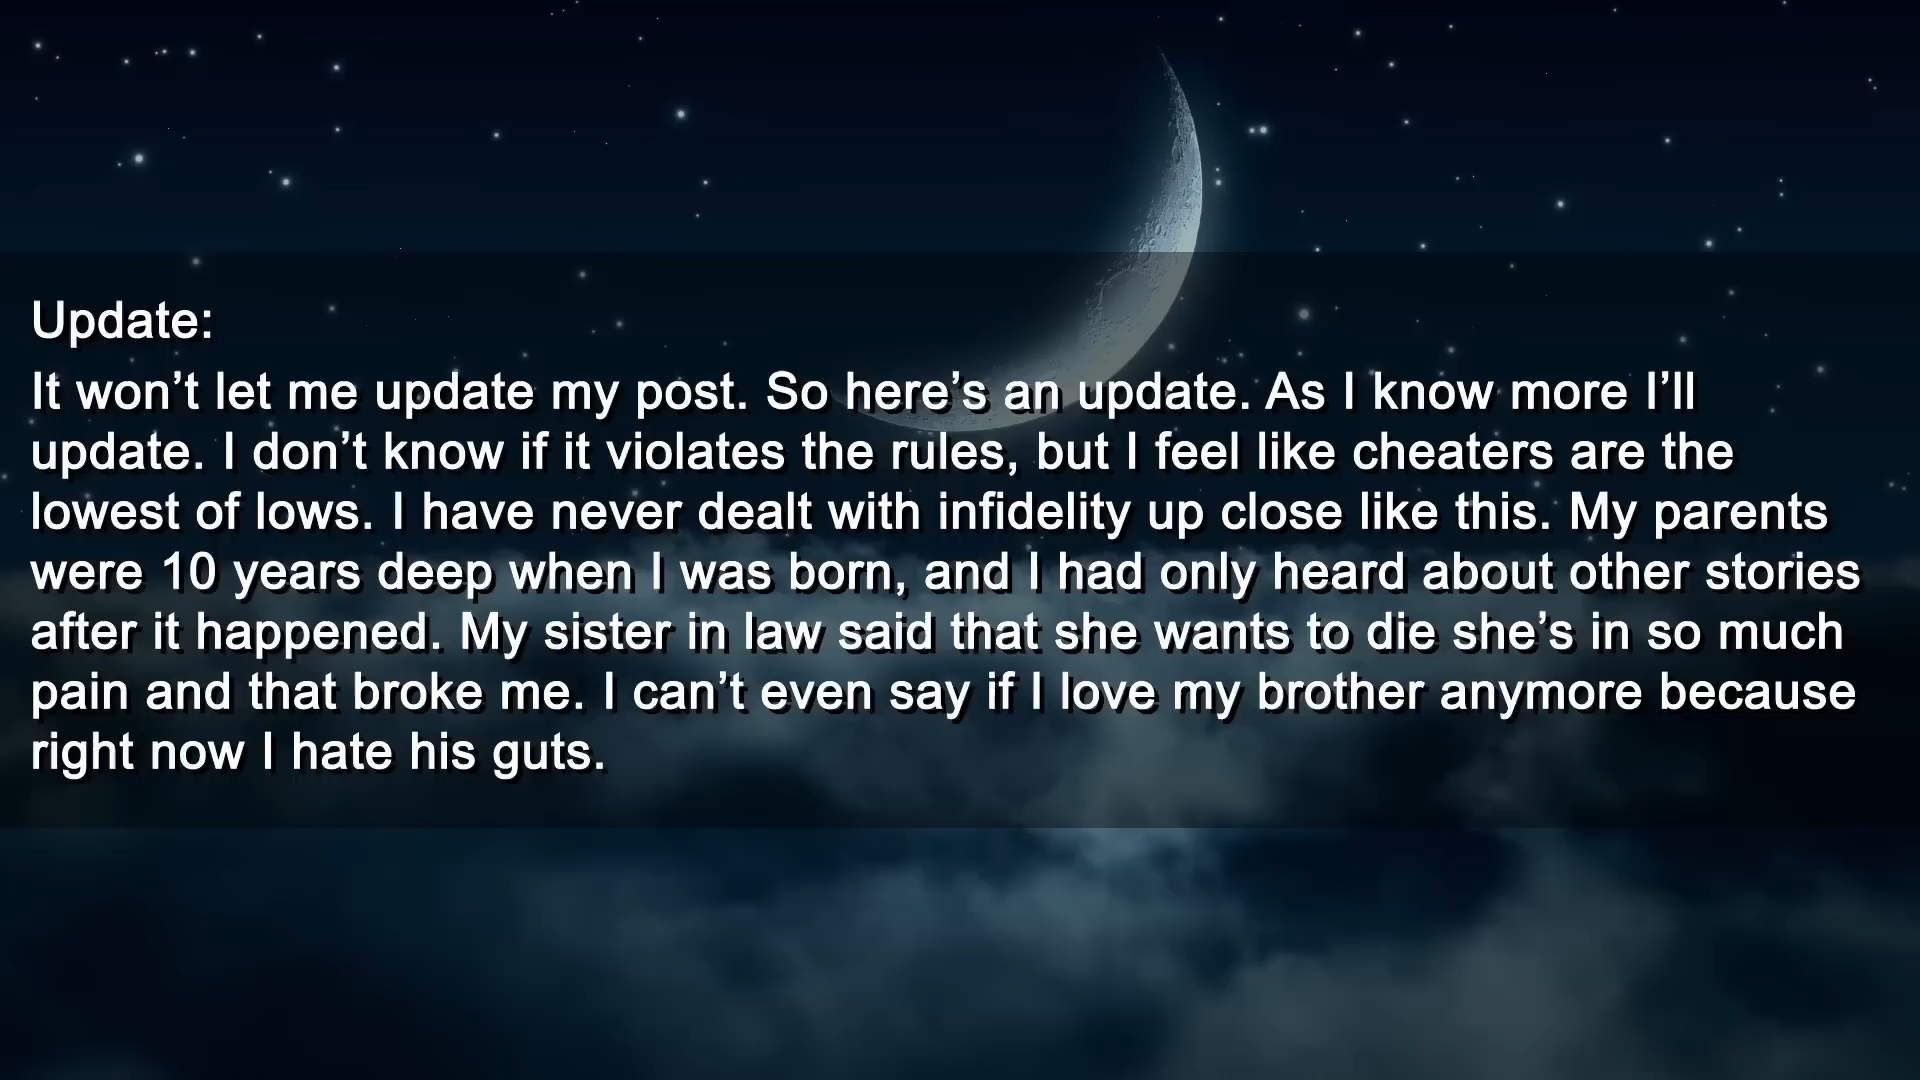 Update:
It won’t let me update my post. So here’s an update. As I know more I’ll
update. I don’t know if it violates the rules, but I feel like cheaters are the
lowest of lows. I have never dealt with infidelity up close like this. My parents
were 10 years deep when I was born, and I had only heard about other stories
after it happened. My sister in law said that she wants to die she’s in so much
pain and that broke me. I can’t even say if I love my brother anymore because
right now I hate his guts.